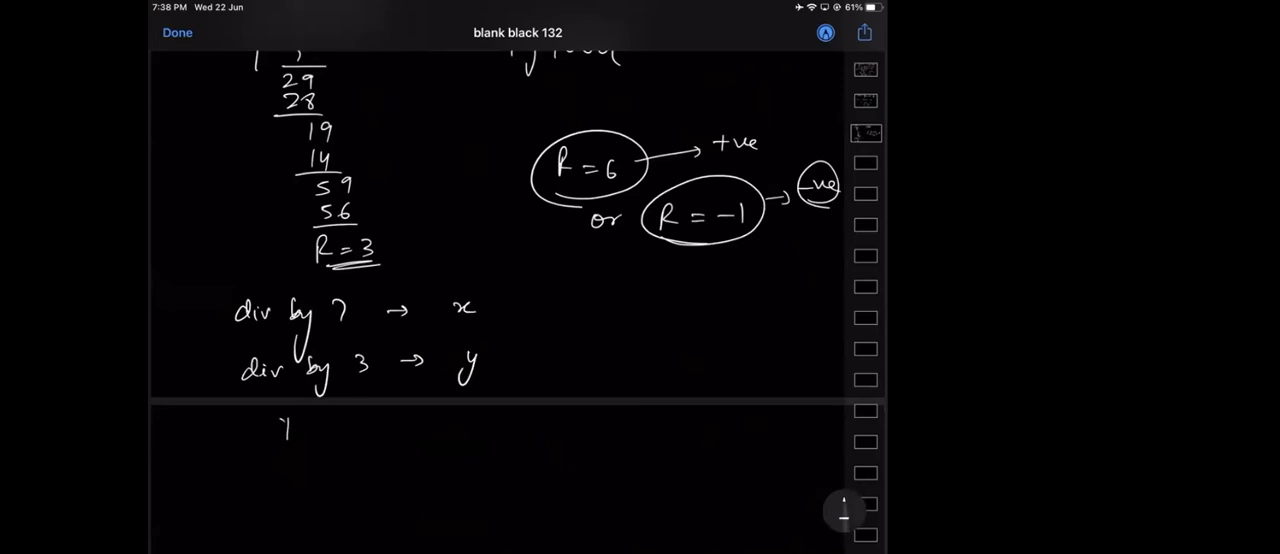 7:38 PM Wed 22 Jun
61%
Done
blank black 132
29
28
19
14
59
56
R = 3
R = 6 → +ve
or R = -1 → -ve
div by 7 → x
div by 3 → y